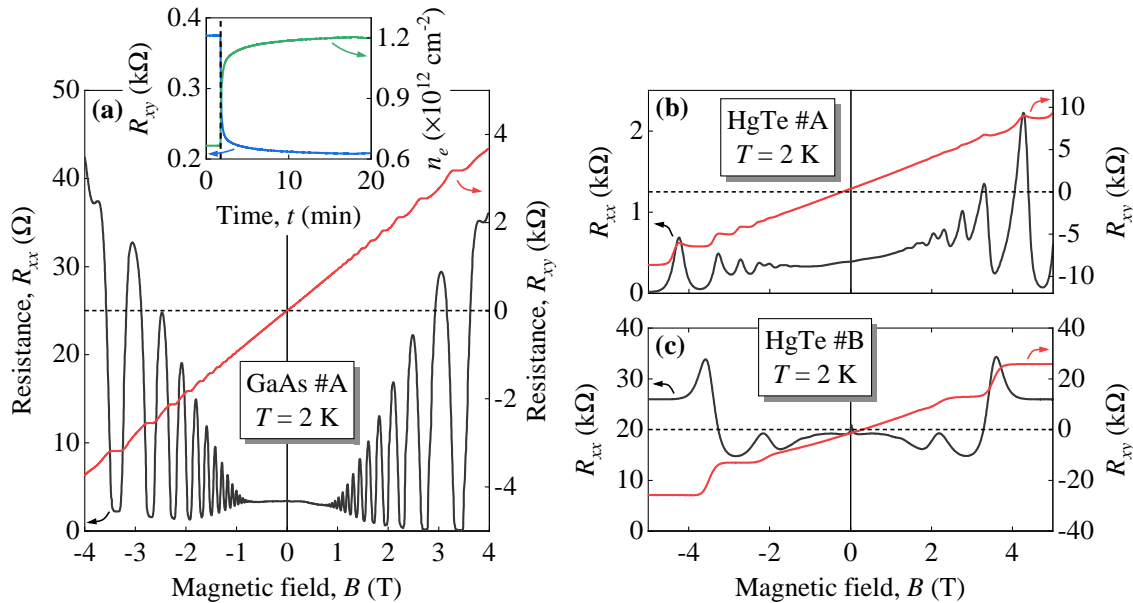 (a)
0.4
0.3
0.2
R_xy (kΩ)
1.2
0.9
0.6
n_e (×10^12 cm^-2)
0 10 20
Time, t (min)
50
40
30
20
10
0
Resistance, R_xx (Ω)
4
2
0
-2
-4
Resistance, R_xy (kΩ)
GaAs #A
T = 2 K
-4 -3 -2 -1 0 1 2 3 4
Magnetic field, B (T)
(b)
HgTe #A
T = 2 K
2
1
0
R_xx (kΩ)
10
5
0
-5
-10
R_xy (kΩ)
(c)
HgTe #B
T = 2 K
40
30
20
10
0
R_xx (kΩ)
40
20
0
-20
-40
R_xy (kΩ)
-4 -2 0 2 4
Magnetic field, B (T)